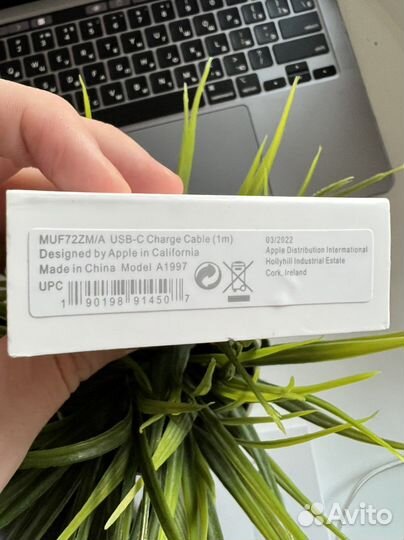 MUF72ZM/A USB-C Charge Cable (1m)
Designed by Apple in California
Made in China Model A1997
UPC
1 90198 91450 7
03/2022
Apple Distribution International
Hollyhill Industrial Estate
Cork, Ireland
Avito